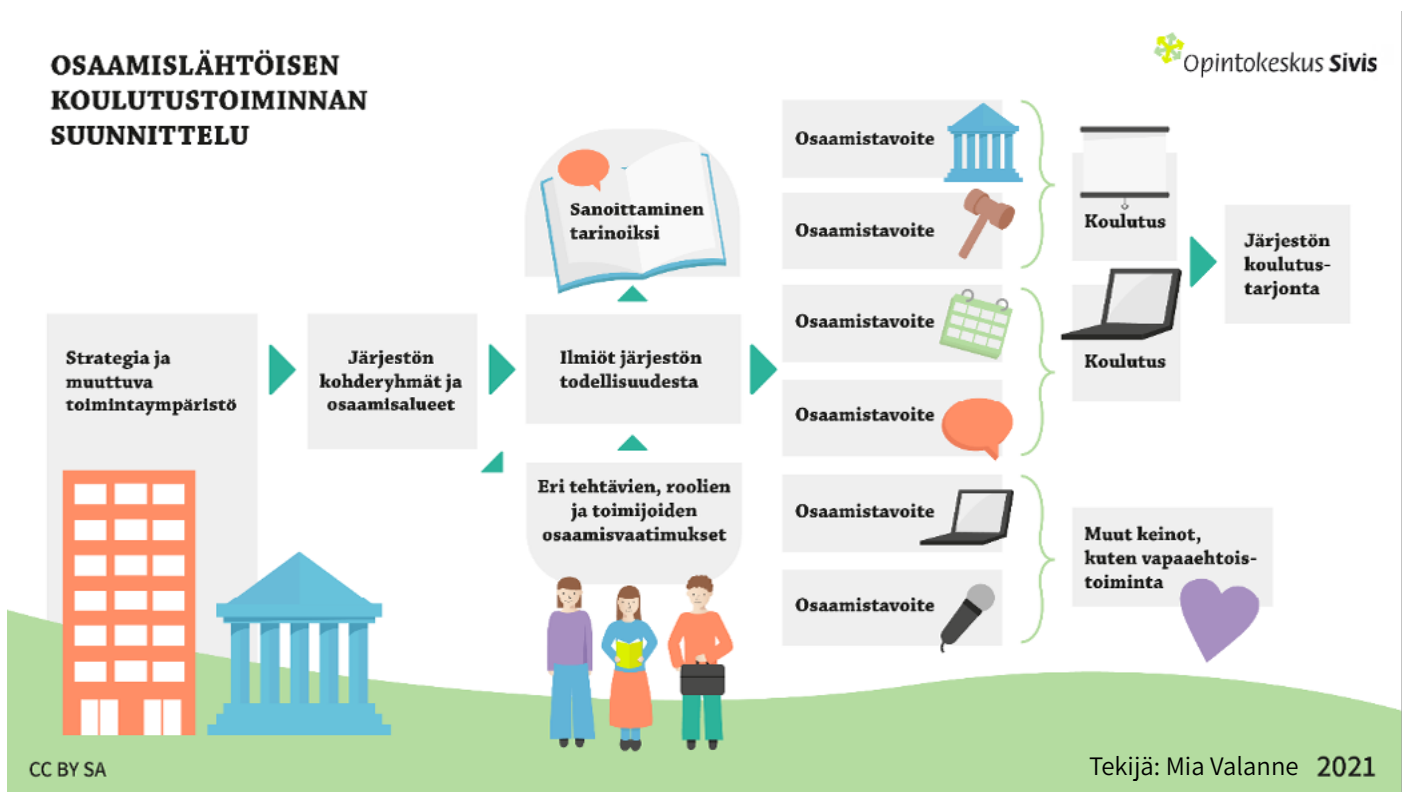 OSAAMISLÄHTÖISEN
KOULUTUSTOIMINNAN
SUUNNITTELU
Opintokeskus Sivis
Strategia ja
muuttuva
toimintaympäristö
Järjestön
kohderyhmät ja
osaamisalueet
Sanoittaminen
tarinoiksi
Ilmiöt järjestön
todellisuudesta
Eri tehtävien, roolien
ja toimijoiden
osaamisvaatimukset
Osaamistavoite
Osaamistavoite
Osaamistavoite
Osaamistavoite
Osaamistavoite
Osaamistavoite
Koulutus
Koulutus
Muut keinot,
kuten vapaaehtois-
toiminta
Järjestön
koulutus-
tarjonta
CC BY SA
Tekijä: Mia Valanne 2021